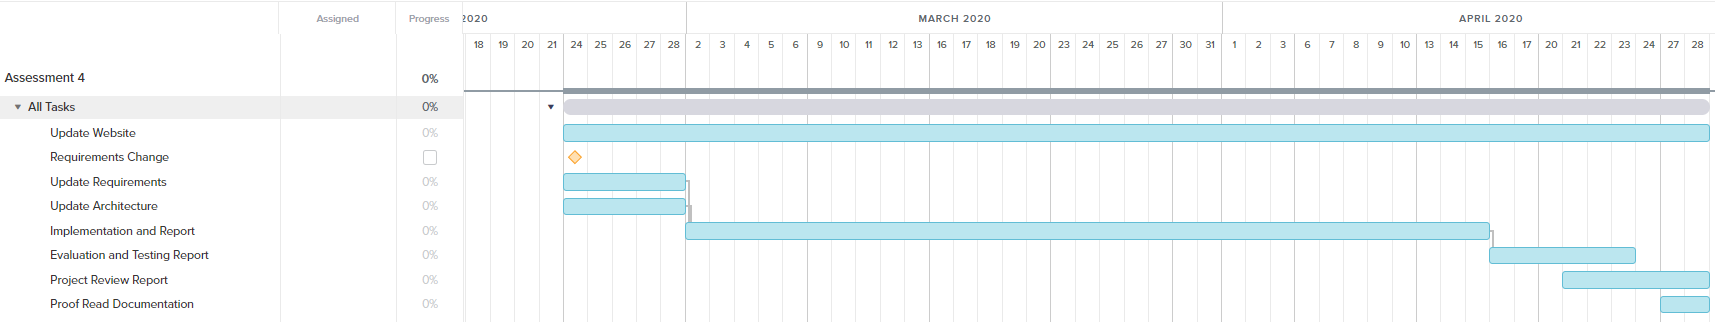 Assigned Progress 2020 MARCH 2020 APRIL 2020
18 19 20 21 24 25 26 27 28 2 3 4 5 6 9 10 11 12 13 16 17 18 19 20 23 24 25 26 27 30 31 1 2 3 6 7 8 9 10 13 14 15 16 17 20 21 22 23 24 27 28
Assessment 4 0%
All Tasks 0%
Update Website 0%
Requirements Change
Update Requirements 0%
Update Architecture 0%
Implementation and Report 0%
Evaluation and Testing Report 0%
Project Review Report 0%
Proof Read Documentation 0%